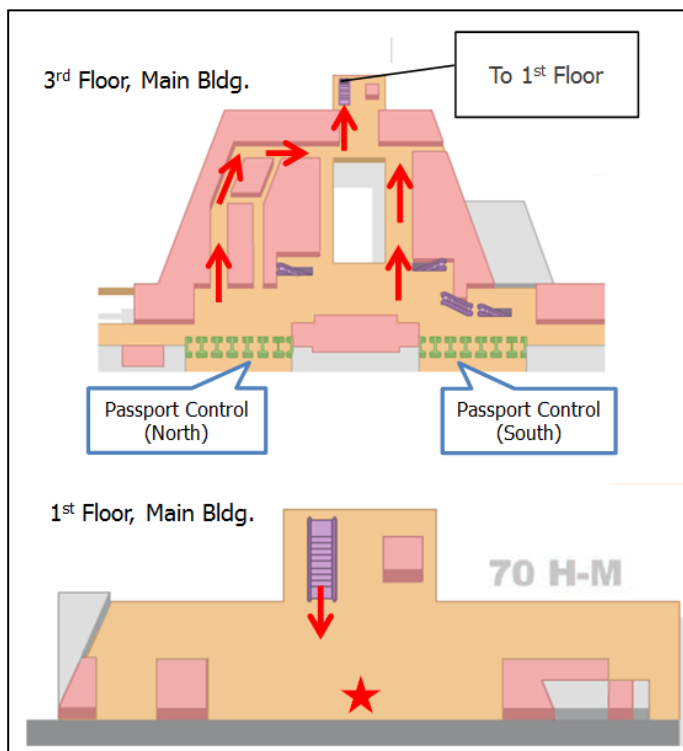 3rd Floor, Main Bldg.
To 1st Floor
Passport Control
(North)
Passport Control
(South)
1st Floor, Main Bldg.
70 H-M